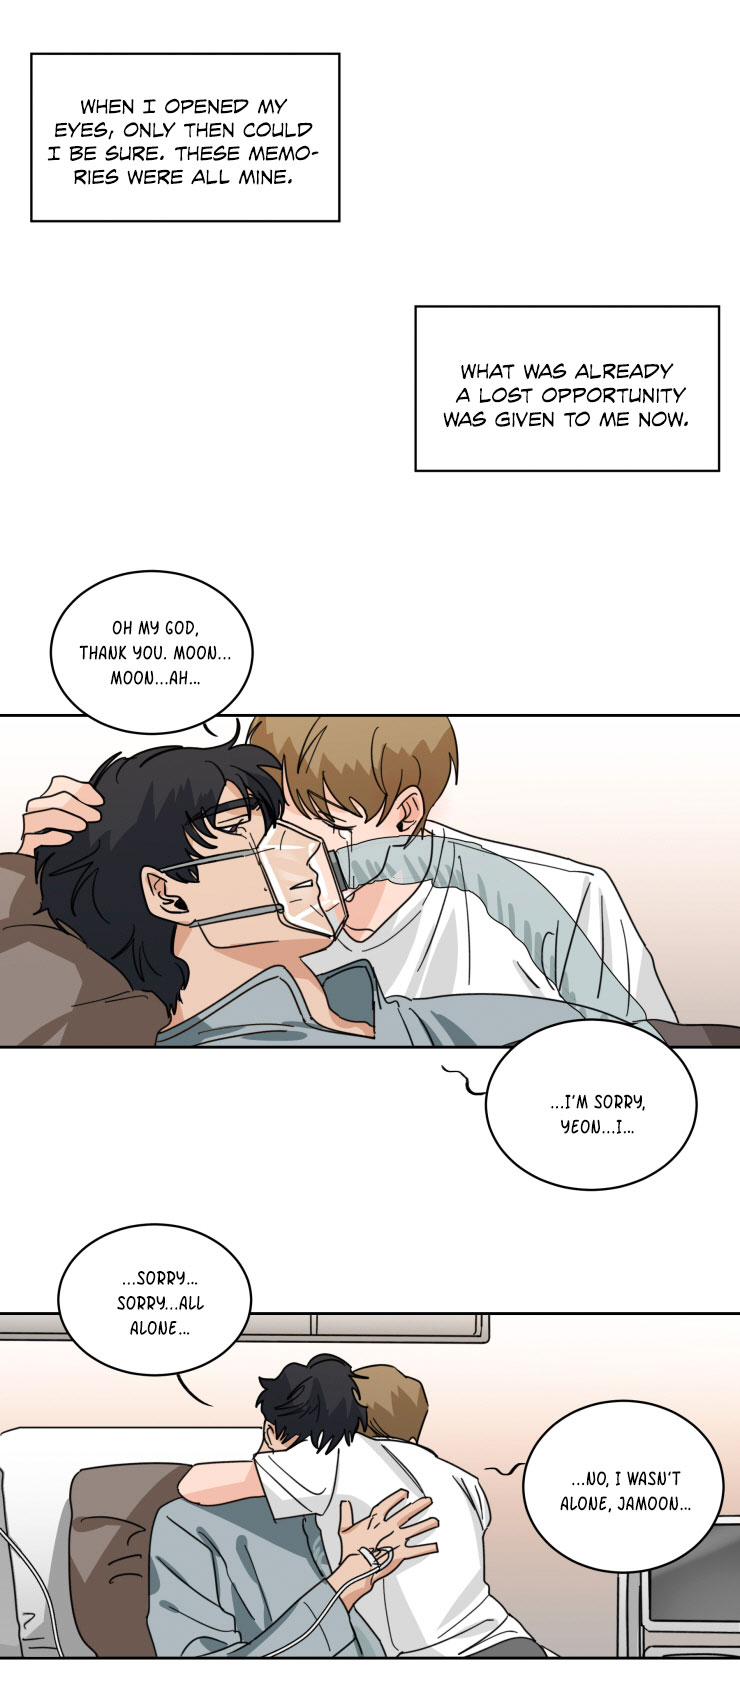 WHEN I OPENED MY
EYES, ONLY THEN COULD
I BE SURE. THESE MEMO-
RIES WERE ALL MINE.
WHAT WAS ALREADY
A LOST OPPORTUNITY
WAS GIVEN TO ME NOW.
OH MY GOD,
THANK YOU. MOON...
MOON...AH...
...I'M SORRY,
YEON...I...
...SORRY...
SORRY...ALL
ALONE...
...NO, I WASN'T
ALONE, JAMOON...